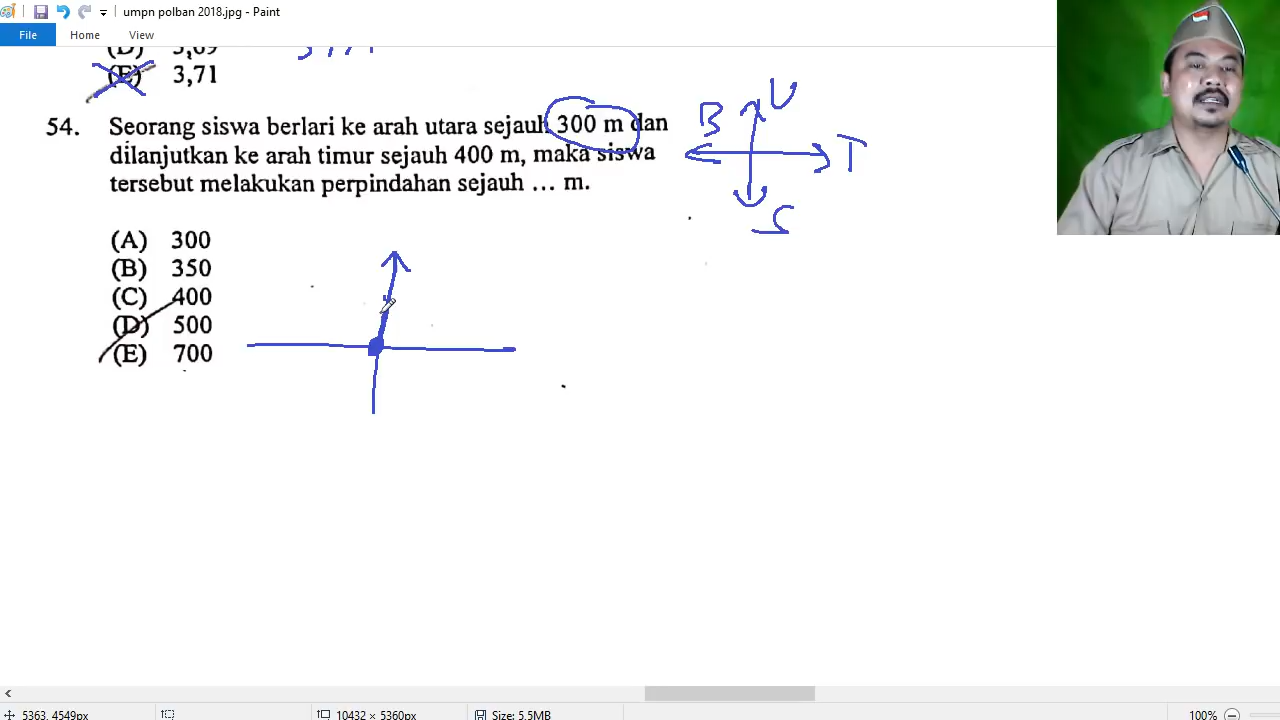 umpn polban 2018.jpg - Paint
File Home View
(E) 3,71
54. Seorang siswa berlari ke arah utara sejauh 300 m dan
dilanjutkan ke arah timur sejauh 400 m, maka siswa
tersebut melakukan perpindahan sejauh ... m.
U
B
T
S
(A) 300
(B) 350
(C) 400
(D) 500
(E) 700
5363, 4549px 10432 × 5360px Size: 5.5MB 100%